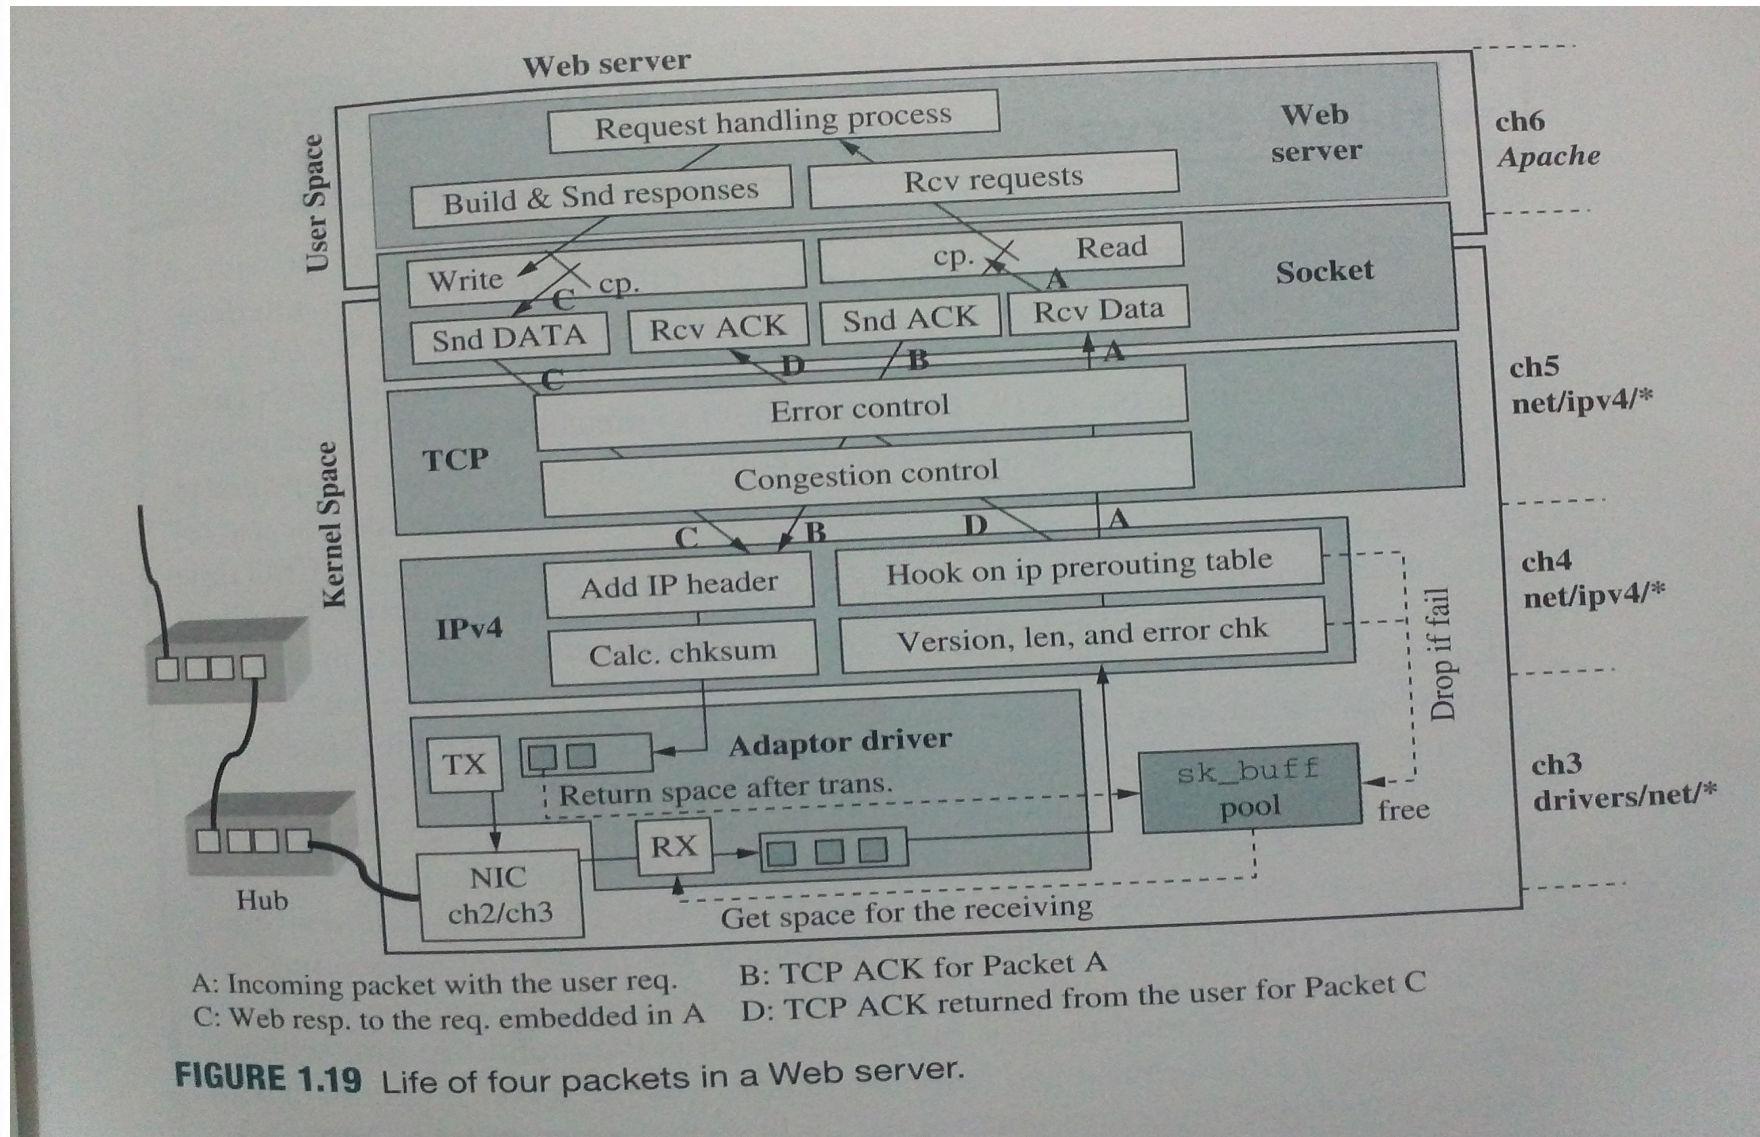 Web server
User Space
Request handling process
Web
server
ch6
Apache
Build & Snd responses
Rcv requests
Write
cp.
C
cp.
Read
A
Socket
Snd DATA
Rcv ACK
Snd ACK
Rcv Data
C
D
B
A
Kernel Space
TCP
Error control
Congestion control
ch5
net/ipv4/*
C
B
D
A
IPv4
Add IP header
Calc. chksum
Hook on ip prerouting table
Version, len, and error chk
Drop if fail
ch4
net/ipv4/*
TX
Adaptor driver
Return space after trans.
sk_buff
pool
free
ch3
drivers/net/*
RX
NIC
ch2/ch3
Hub
Get space for the receiving
A: Incoming packet with the user req.
B: TCP ACK for Packet A
C: Web resp. to the req. embedded in A
D: TCP ACK returned from the user for Packet C
FIGURE 1.19 Life of four packets in a Web server.